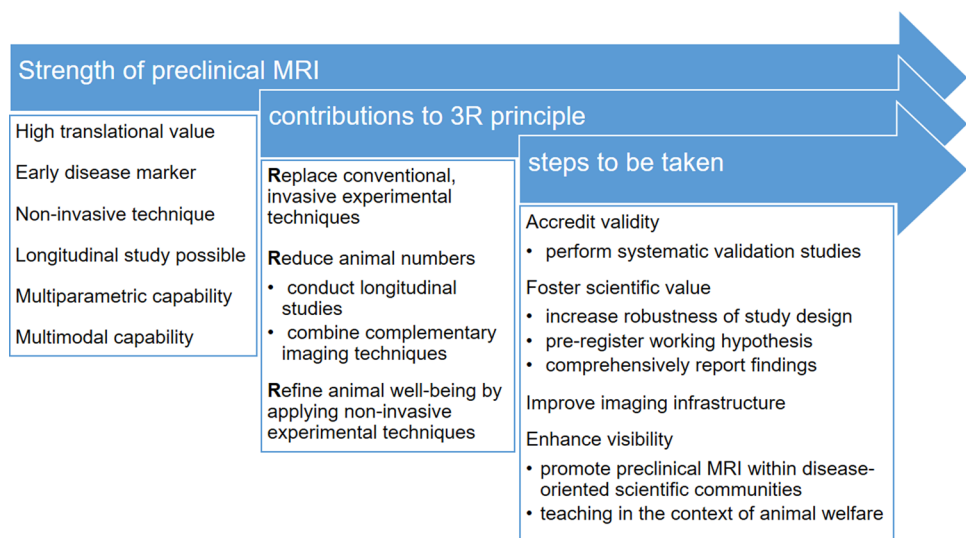 Strength of preclinical MRI
High translational value
Early disease marker
Non-invasive technique
Longitudinal study possible
Multiparametric capability
Multimodal capability
contributions to 3R principle
Replace conventional,
invasive experimental
techniques
Reduce animal numbers
• conduct longitudinal
studies
• combine complementary
imaging techniques
Refine animal well-being by
applying non-invasive
experimental techniques
steps to be taken
Accredit validity
• perform systematic validation studies
Foster scientific value
• increase robustness of study design
• pre-register working hypothesis
• comprehensively report findings
Improve imaging infrastructure
Enhance visibility
• promote preclinical MRI within disease-
oriented scientific communities
• teaching in the context of animal welfare